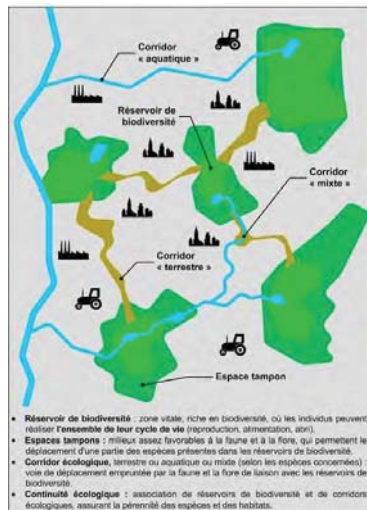 Corridor
« aquatique »
Réservoir de
biodiversité
Corridor
« mixte »
Corridor
« terrestre »
Espace tampon
• Réservoir de biodiversité : zone vitale, riche en biodiversité, où les individus peuvent
réaliser l'ensemble de leur cycle de vie (reproduction, alimentation, abri).
• Espaces tampons : milieux assez favorables à la faune et à la flore, qui permettent le
déplacement d'une partie des espèces présentes dans les réservoirs de biodiversité.
• Corridor écologique, terrestre ou aquatique ou mixte (selon les espèces concernées) :
voie de déplacement empruntée par la faune et la flore de liaison avec les réservoirs de
biodiversité.
• Continuité écologique : association de réservoirs de biodiversité et de corridors
écologiques, assurant la pérennité des espèces et des habitats.